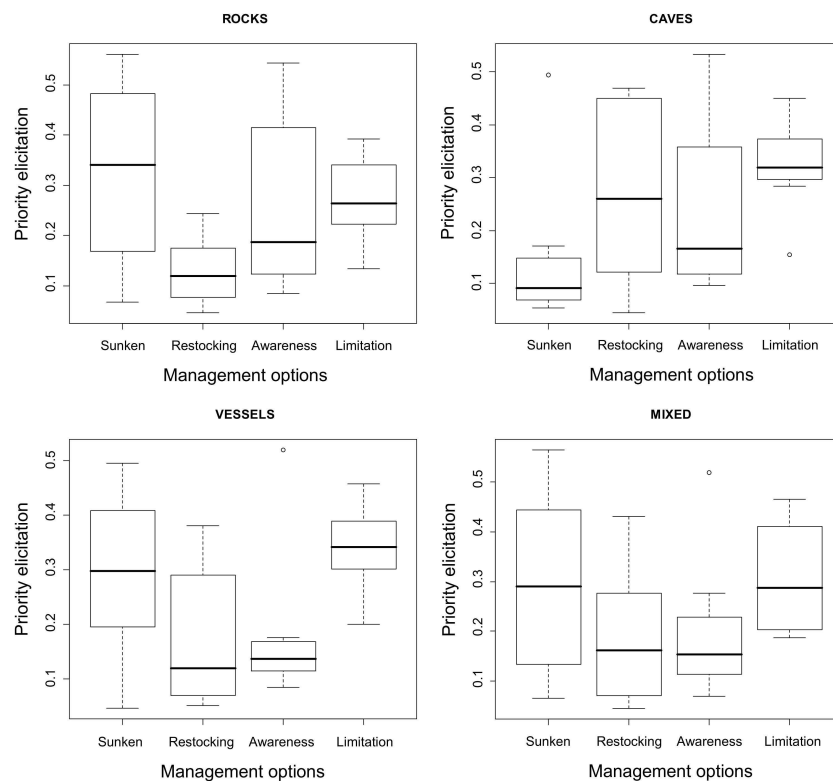 ROCKS
Priority elicitation
0.5
0.4
0.3
0.2
0.1
Sunken Restocking Awareness Limitation
Management options
CAVES
Priority elicitation
0.5
0.4
0.3
0.2
0.1
Sunken Restocking Awareness Limitation
Management options
VESSELS
Priority elicitation
0.5
0.4
0.3
0.2
0.1
Sunken Restocking Awareness Limitation
Management options
MIXED
Priority elicitation
0.5
0.4
0.3
0.2
0.1
Sunken Restocking Awareness Limitation
Management options